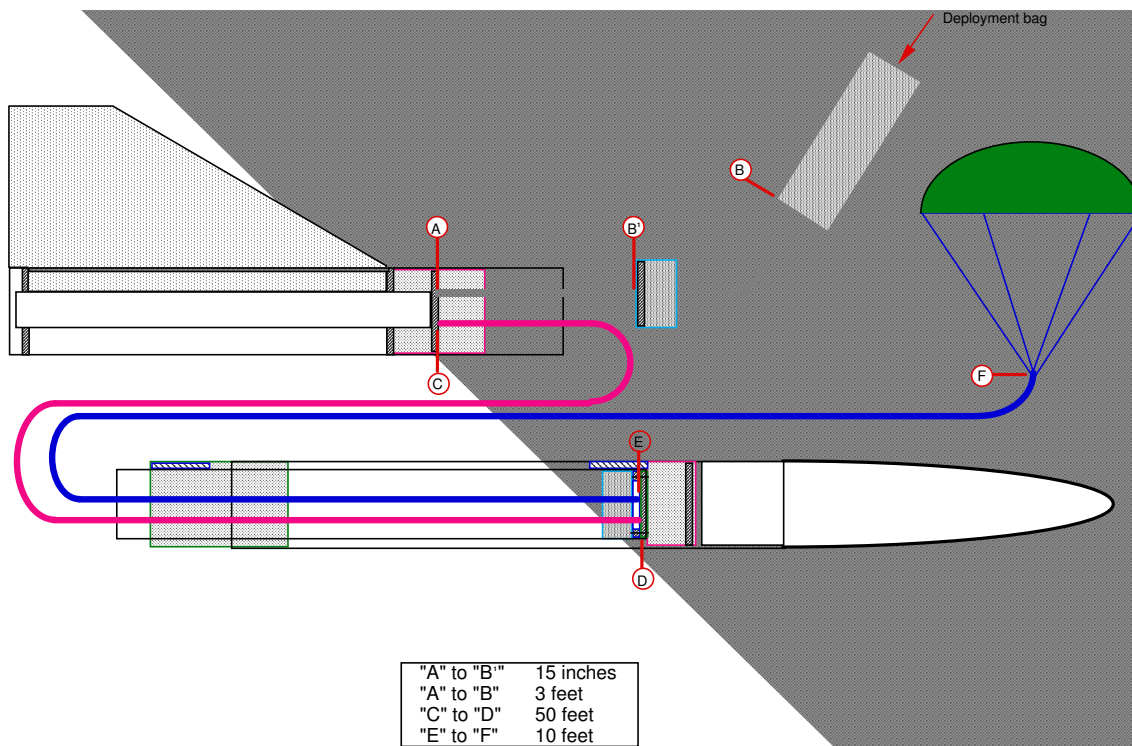 Deployment bag
B
A
B'
C
F
E
D
"A" to "B'" 15 inches
"A" to "B" 3 feet
"C" to "D" 50 feet
"E" to "F" 10 feet